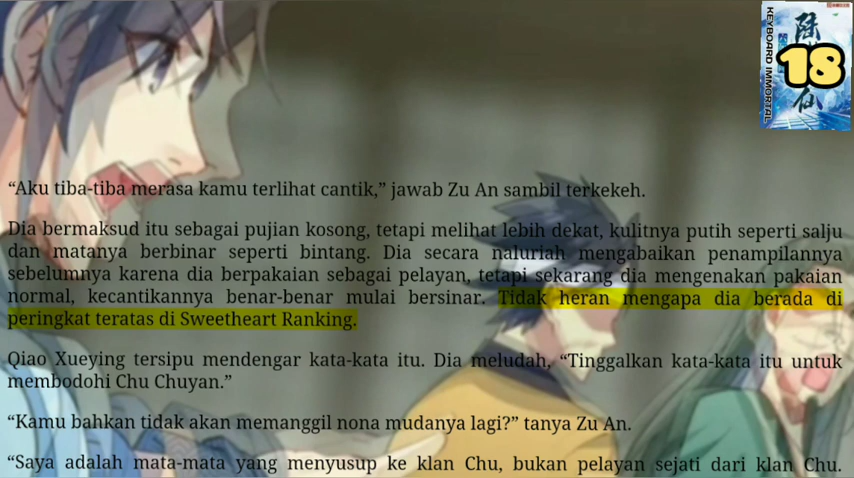 陆
仙
KEYBOARD IMMORTAL
18
“Aku tiba-tiba merasa kamu terlihat cantik,” jawab Zu An sambil terkekeh.
Dia bermaksud itu sebagai pujian kosong, tetapi melihat lebih dekat, kulitnya putih seperti salju
dan matanya berbinar seperti bintang. Dia secara naluriah mengabaikan penampilannya
sebelumnya karena dia berpakaian sebagai pelayan, tetapi sekarang dia mengenakan pakaian
normal, kecantikannya benar-benar mulai bersinar. Tidak heran mengapa dia berada di
peringkat teratas di Sweetheart Ranking.
Qiao Xueying tersipu mendengar kata-kata itu. Dia meludah, “Tinggalkan kata-kata itu untuk
membodohi Chu Chuyan.”
“Kamu bahkan tidak akan memanggil nona mudanya lagi?” tanya Zu An.
“Saya adalah mata-mata yang menyusup ke klan Chu, bukan pelayan sejati dari klan Chu.